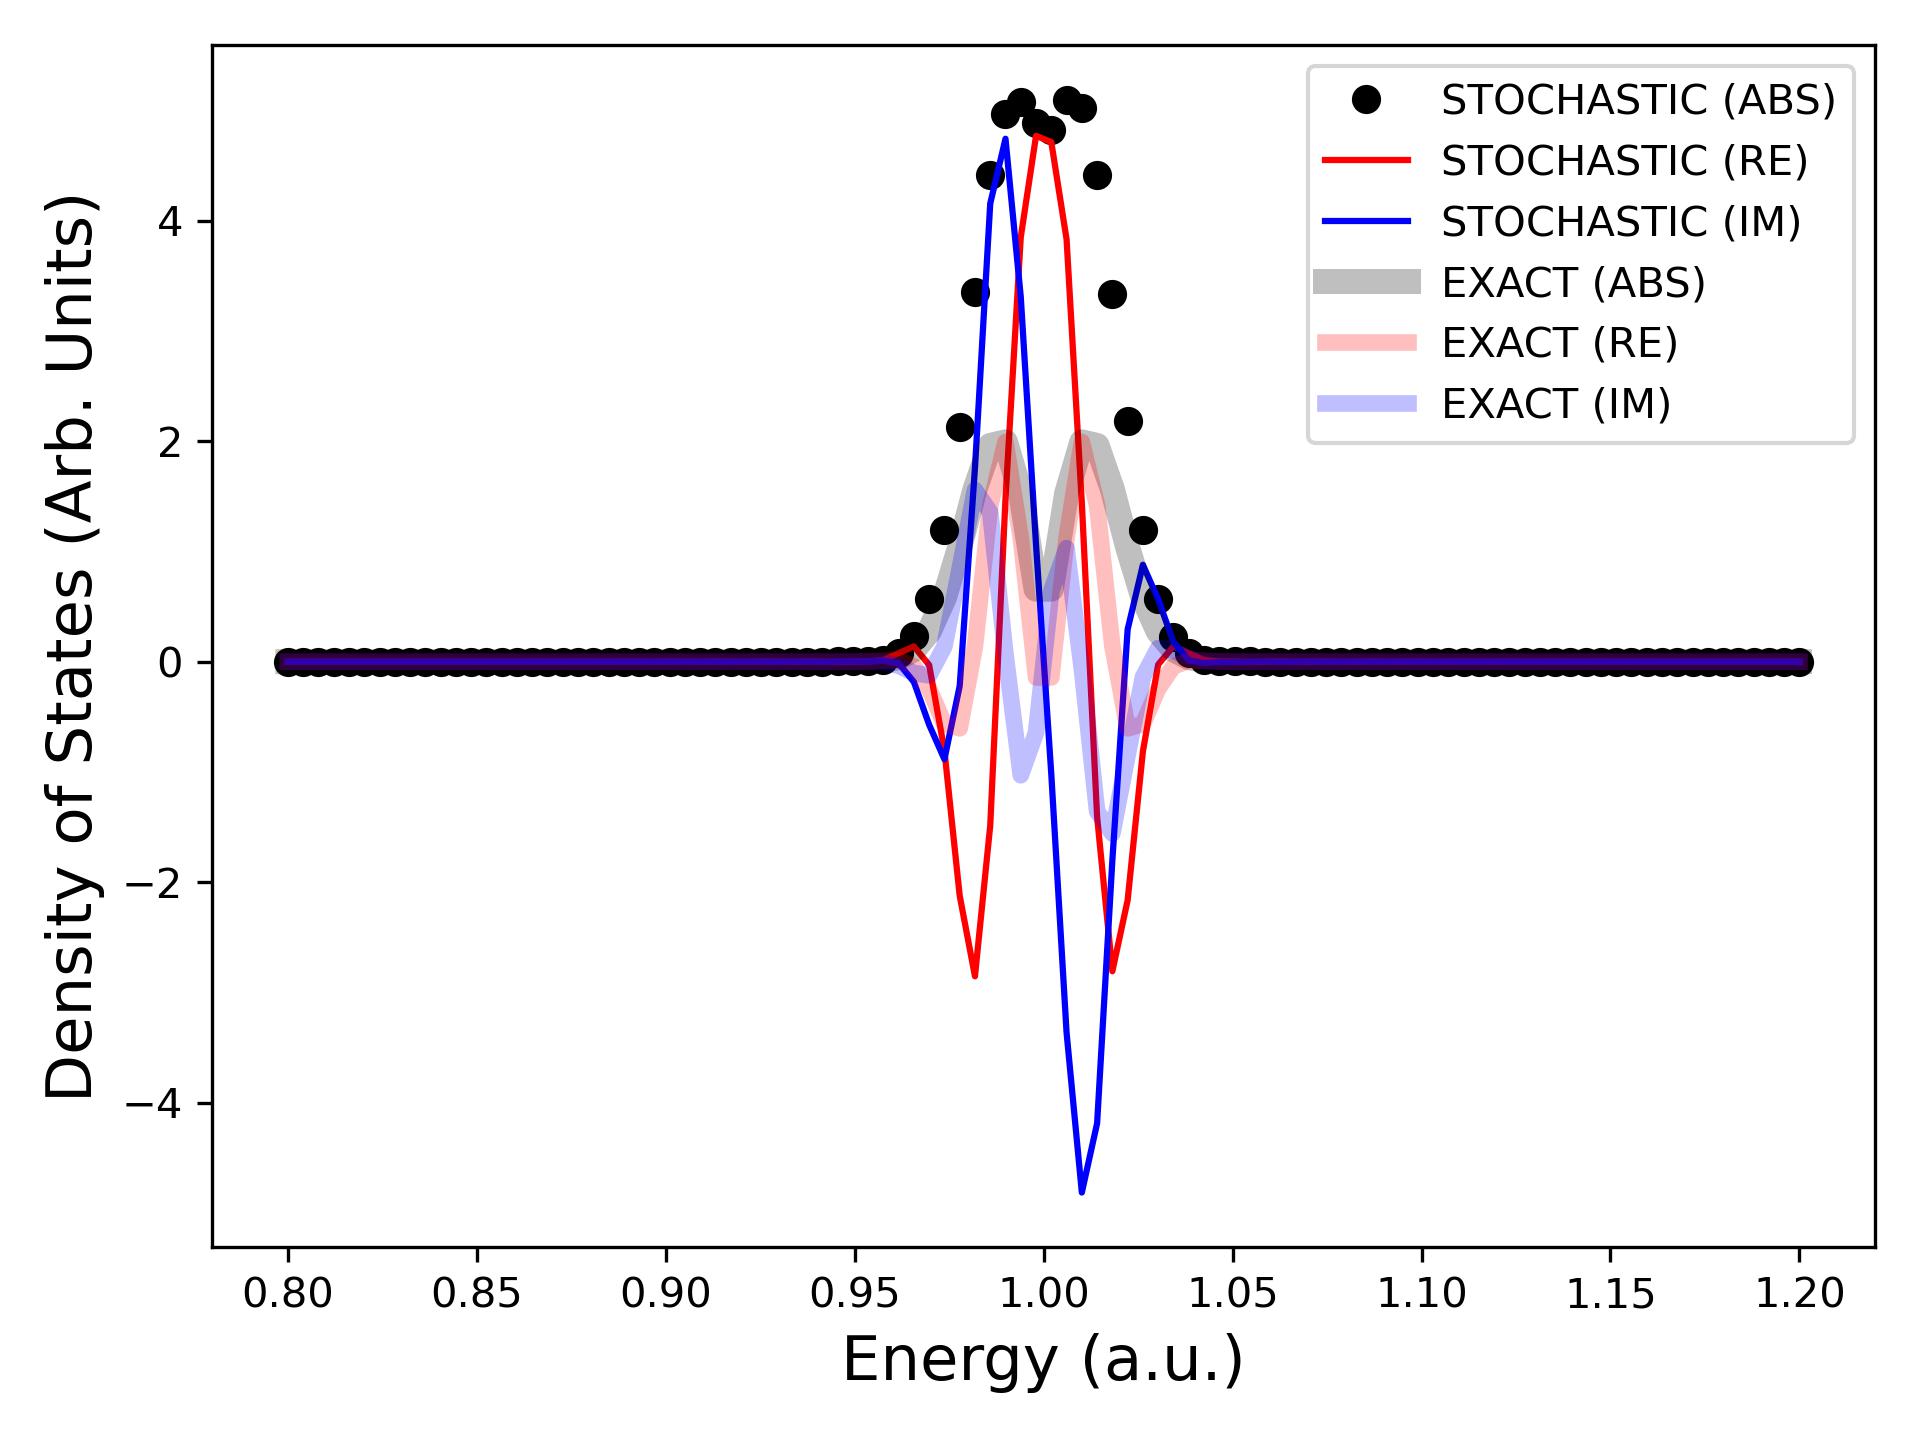 Density of States (Arb. Units)
4
2
0
−2
−4
STOCHASTIC (ABS)
STOCHASTIC (RE)
STOCHASTIC (IM)
EXACT (ABS)
EXACT (RE)
EXACT (IM)
0.80 0.85 0.90 0.95 1.00 1.05 1.10 1.15 1.20
Energy (a.u.)